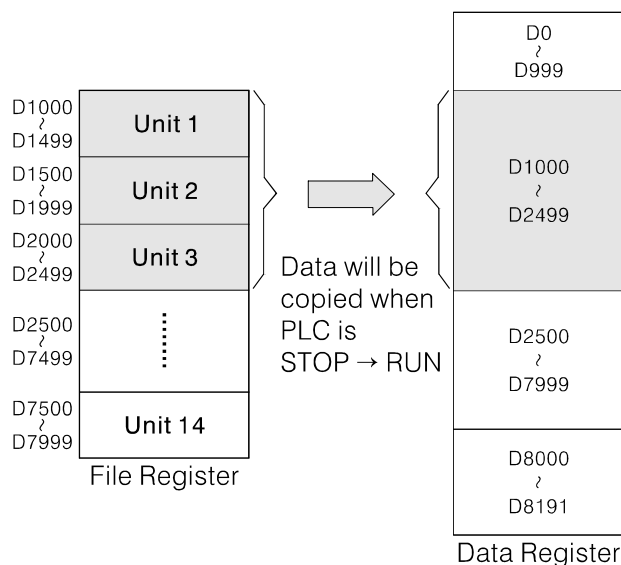 D1000
~
D1499
Unit 1
D1500
~
D1999
Unit 2
D2000
~
D2499
Unit 3
D2500
~
D7499
D7500
~
D7999
Unit 14
File Register
Data will be
copied when
PLC is
STOP → RUN
D0
~
D999
D1000
~
D2499
D2500
~
D7999
D8000
~
D8191
Data Register